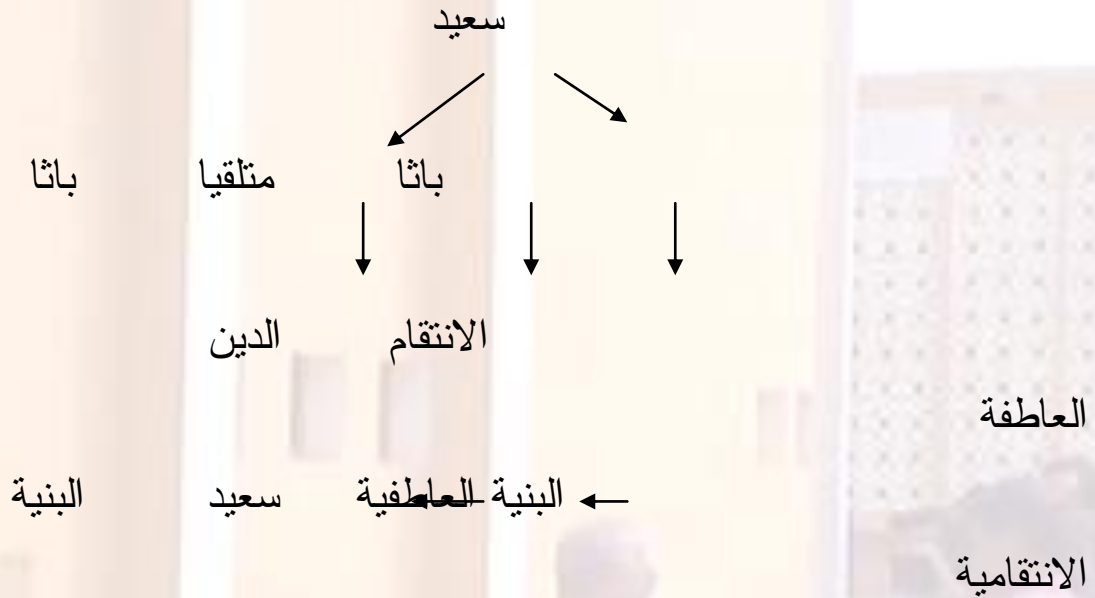 سعيد
باثا متلقيا باثا
الانتقام الدين
العاطفة
البنية العاطفية سعيد البنية
الانتقامية